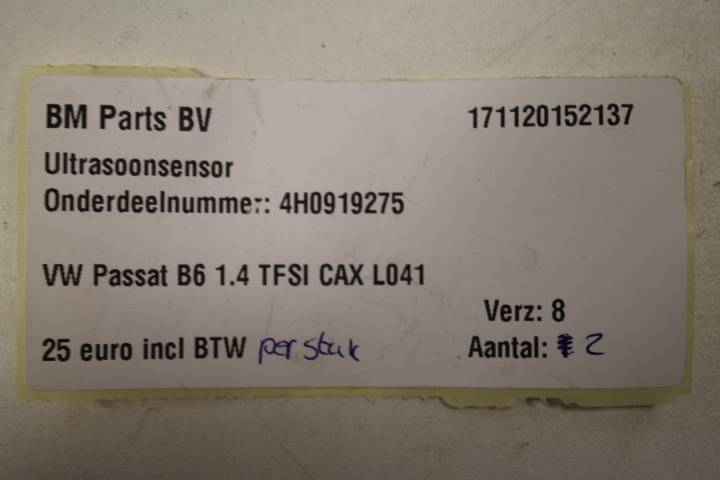 BM Parts BV 171120152137
Ultrasoonsensor
Onderdeelnummer: 4H0919275
VW Passat B6 1.4 TFSI CAX L041
Verz: 8
25 euro incl BTW per stuk Aantal: 2